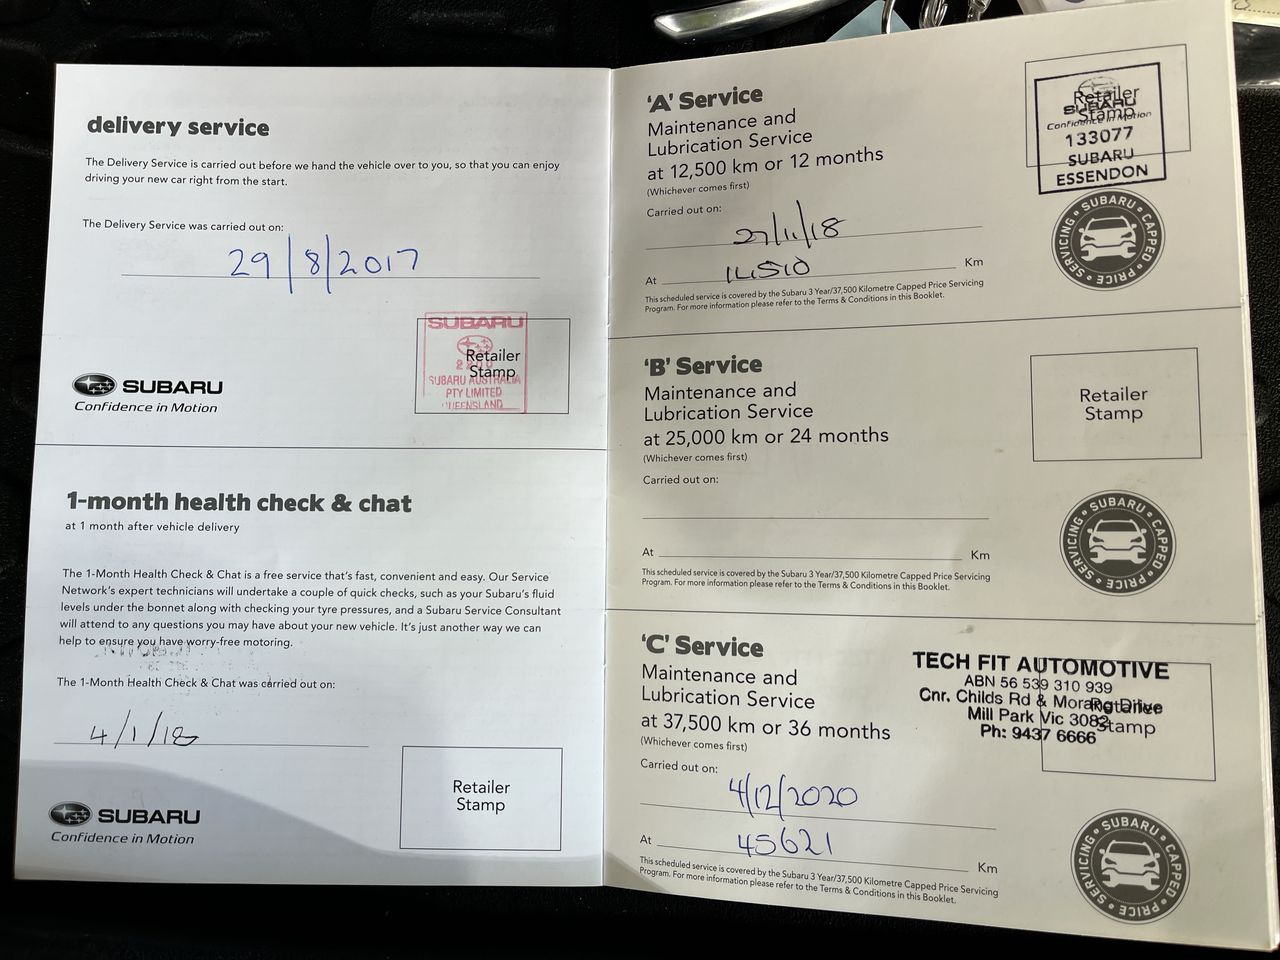 delivery service
The Delivery Service is carried out before we hand the vehicle over to you, so that you can enjoy
driving your new car right from the start.
The Delivery Service was carried out on:
29/8/2017
SUBARU
Retailer
Stamp
SUBARU AUSTRALIA
PTY LIMITED
QUEENSLAND
SUBARU
Confidence in Motion
1-month health check & chat
at 1 month after vehicle delivery
The 1-Month Health Check & Chat is a free service that's fast, convenient and easy. Our Service
Network's expert technicians will undertake a couple of quick checks, such as your Subaru's fluid
levels under the bonnet along with checking your tyre pressures, and a Subaru Service Consultant
will attend to any questions you may have about your new vehicle. It's just another way we can
help to ensure you have worry-free motoring.
The 1-Month Health Check & Chat was carried out on:
4/1/18
Retailer
Stamp
SUBARU
Confidence in Motion
'A' Service
Maintenance and
Lubrication Service
at 12,500 km or 12 months
(Whichever comes first)
Carried out on:
27/11/18
At 14510 Km
This scheduled service is covered by the Subaru 3 Year/37,500 Kilometre Capped Price Servicing
Program. For more information please refer to the Terms & Conditions in this Booklet.
Retailer
Stamp
SUBARU
Confidence in Motion
133077
SUBARU
ESSENDON
SUBARU • CAPPED • PRICE • SERVICING
'B' Service
Maintenance and
Lubrication Service
at 25,000 km or 24 months
(Whichever comes first)
Carried out on:
At Km
This scheduled service is covered by the Subaru 3 Year/37,500 Kilometre Capped Price Servicing
Program. For more information please refer to the Terms & Conditions in this Booklet.
Retailer
Stamp
SUBARU • CAPPED • PRICE • SERVICING
'C' Service
Maintenance and
Lubrication Service
at 37,500 km or 36 months
(Whichever comes first)
Carried out on:
4/12/2020
At 45621 Km
This scheduled service is covered by the Subaru 3 Year/37,500 Kilometre Capped Price Servicing
Program. For more information please refer to the Terms & Conditions in this Booklet.
TECH FIT AUTOMOTIVE
ABN 56 539 310 939
Cnr. Childs Rd & Morang Drive
Mill Park Vic 3082
Ph: 9437 6666
Retailer
Stamp
SUBARU • CAPPED • PRICE • SERVICING